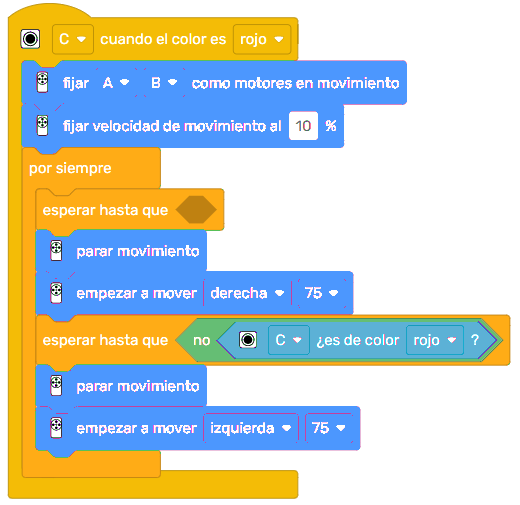 C cuando el color es rojo
fijar A B como motores en movimiento
fijar velocidad de movimiento al 10 %
por siempre
esperar hasta que
parar movimiento
empezar a mover derecha 75
esperar hasta que no C ¿es de color rojo ?
parar movimiento
empezar a mover izquierda 75